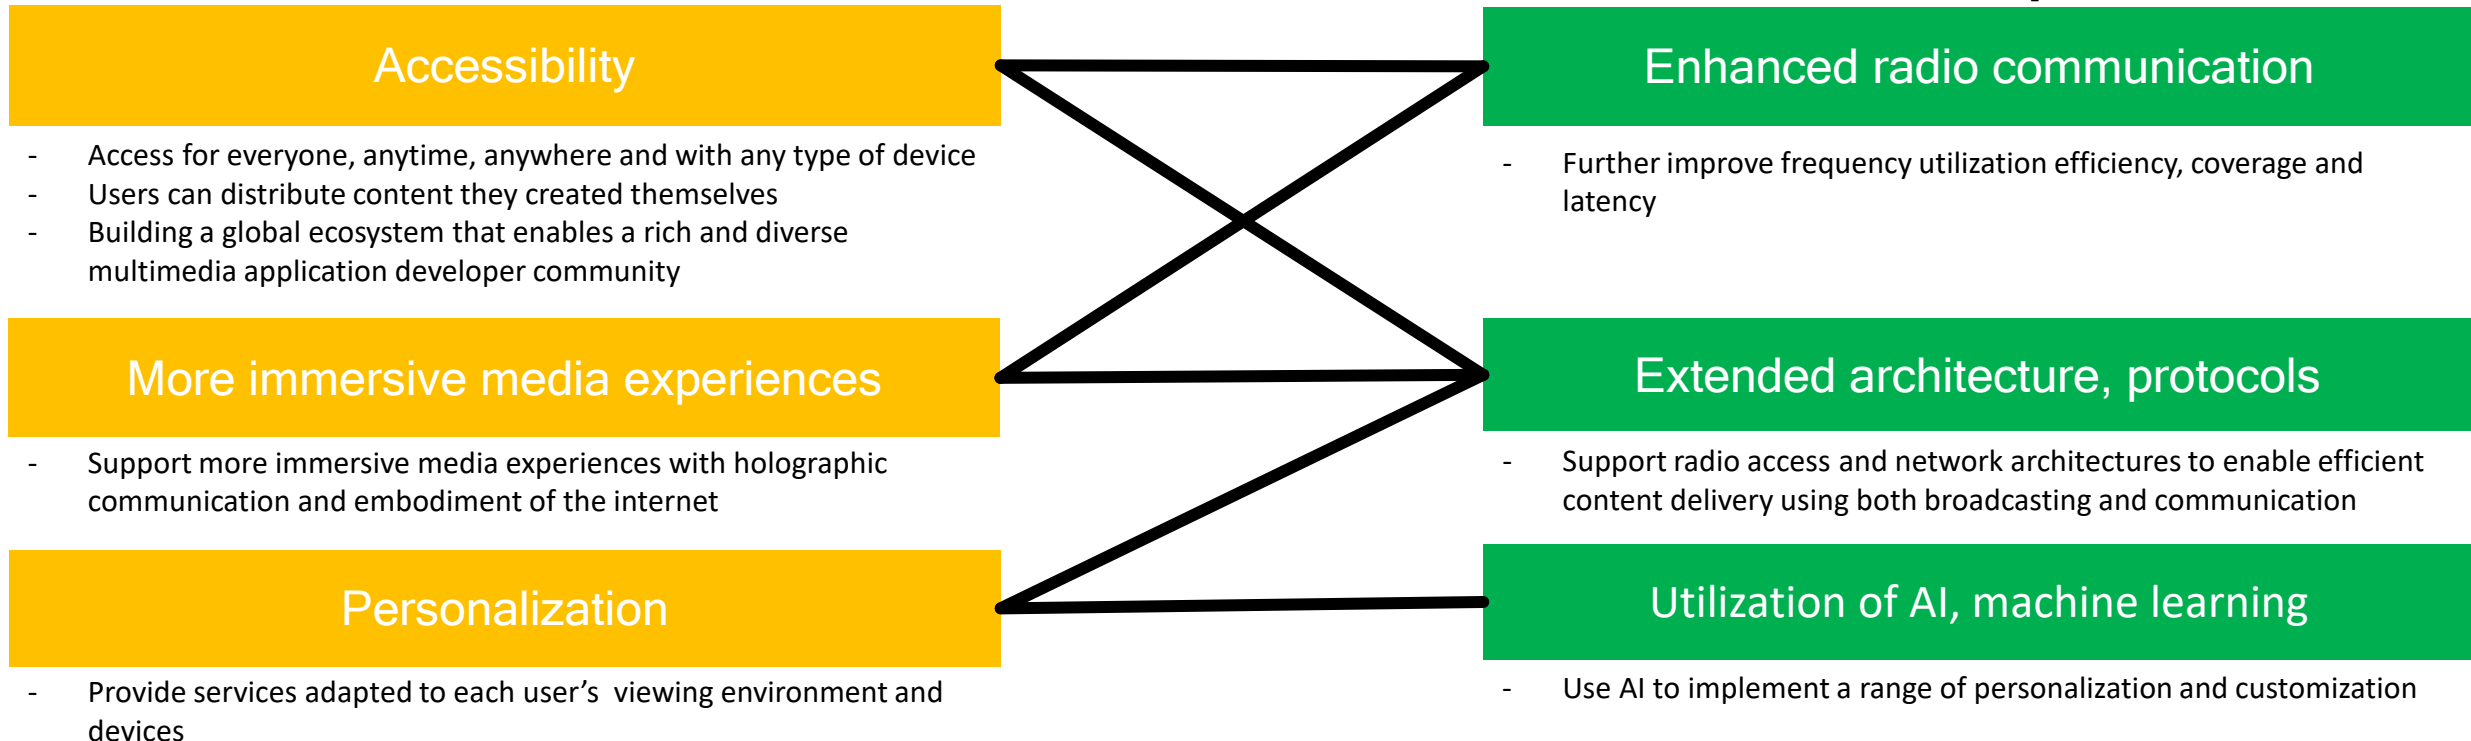 Accessibility
- Access for everyone, anytime, anywhere and with any type of device
- Users can distribute content they created themselves
- Building a global ecosystem that enables a rich and diverse
multimedia application developer community
More immersive media experiences
- Support more immersive media experiences with holographic
communication and embodiment of the internet
Personalization
- Provide services adapted to each user’s  viewing environment and
devices
Enhanced radio communication
- Further improve frequency utilization efficiency, coverage and
latency
Extended architecture, protocols
- Support radio access and network architectures to enable efficient
content delivery using both broadcasting and communication
Utilization of AI, machine learning
- Use AI to implement a range of personalization and customization